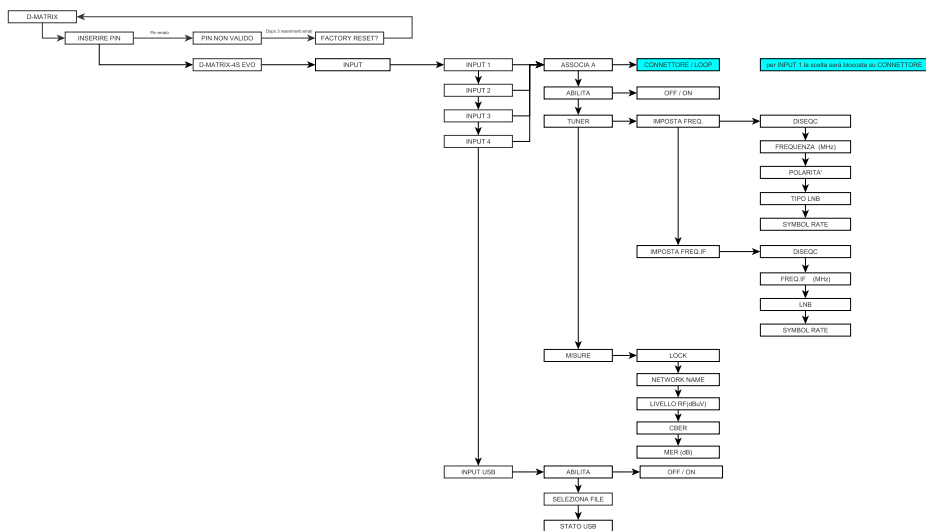 D-MATRIX
INSERIRE PIN
Pin errato
PIN NON VALIDO
Dopo 3 inserimenti errati
FACTORY RESET?
D-MATRIX-4S EVO
INPUT
INPUT 1
ASSOCIA A
CONNETTORE / LOOP
per INPUT 1 la scelta sarà bloccata su CONNETTORE
INPUT 2
ABILITA
OFF / ON
INPUT 3
TUNER
IMPOSTA FREQ.
DISEQC
INPUT 4
FREQUENZA (MHz)
POLARITA'
TIPO LNB
SYMBOL RATE
IMPOSTA FREQ.IF
DISEQC
FREQ.IF (MHz)
LNB
SYMBOL RATE
MISURE
LOCK
NETWORK NAME
LIVELLO RF(dBuV)
CBER
MER (dB)
INPUT USB
ABILITA
OFF / ON
SELEZIONA FILE
STATO USB